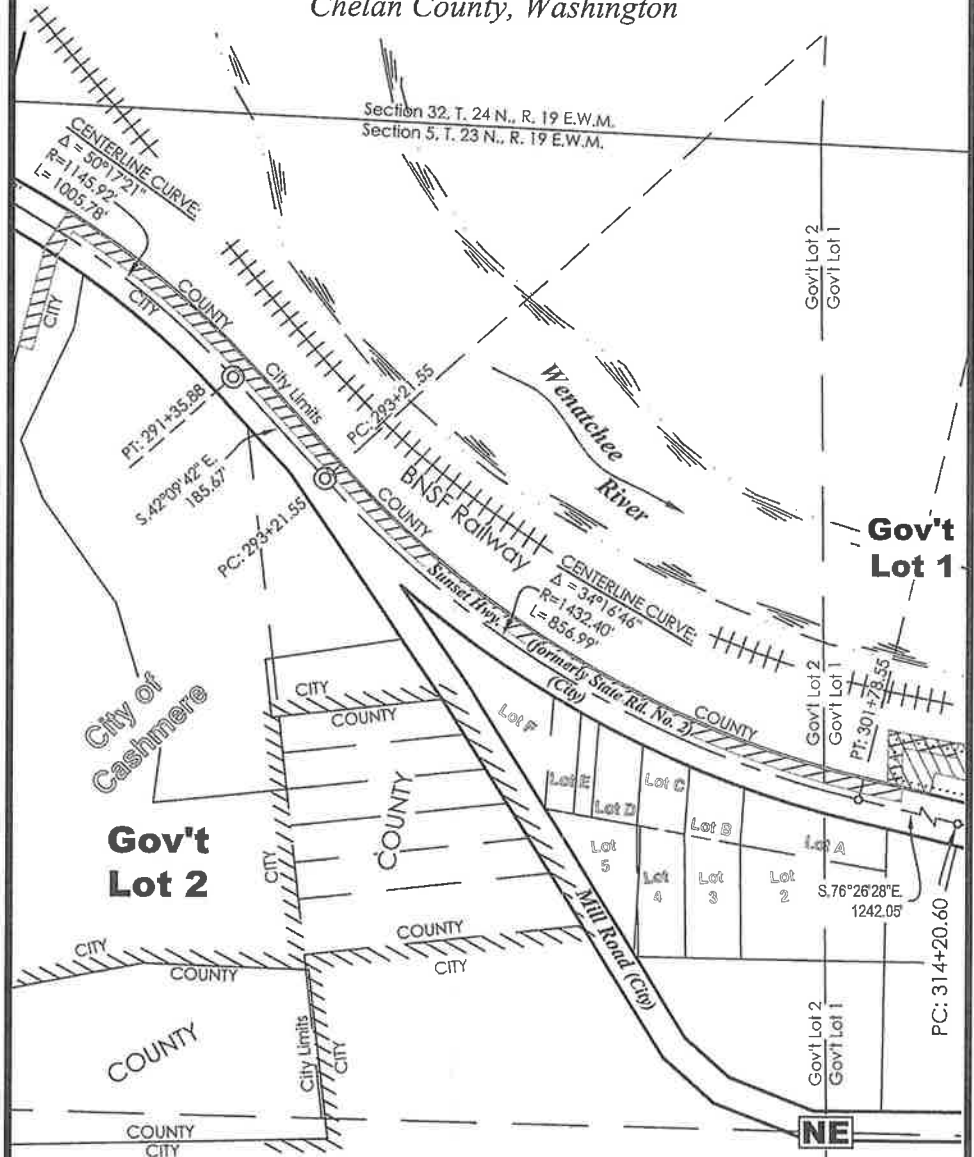 Chelan County, Washington
Section 32, T. 24 N., R. 19 E.W.M.
Section 5, T. 23 N., R. 19 E.W.M.
CENTERLINE CURVE:
Δ = 50°17'21"
R=1145.92'
L= 1005.78'
Gov't Lot 2
Gov't Lot 1
COUNTY
CITY
CITY
City Limits
PT: 291+35.88
S.42°09'42" E.
185.67'
PC: 293+21.55
PC: 293+21.55
Wenatchee
River
BNSF Railway
COUNTY
Sunset Hwy.
(formerly State Rd. No. 2)
(City)
CENTERLINE CURVE:
Δ = 34°16'46"
R=1432.40'
L= 856.99'
COUNTY
Gov't
Lot 1
Gov't Lot 2
Gov't Lot 1
PT: 301+78.55
City of
Cashmere
CITY
COUNTY
Lot F
Lot E
Lot D
Lot C
Lot B
Lot A
Lot
5
Lot
4
Lot
3
Lot
2
S.76°26'28"E.
1242.05'
PC: 314+20.60
Gov't
Lot 2
CITY
COUNTY
COUNTY
CITY
Mill Road (City)
CITY
COUNTY
COUNTY
City Limits
CITY
Gov't Lot 2
Gov't Lot 1
COUNTY
CITY
NE